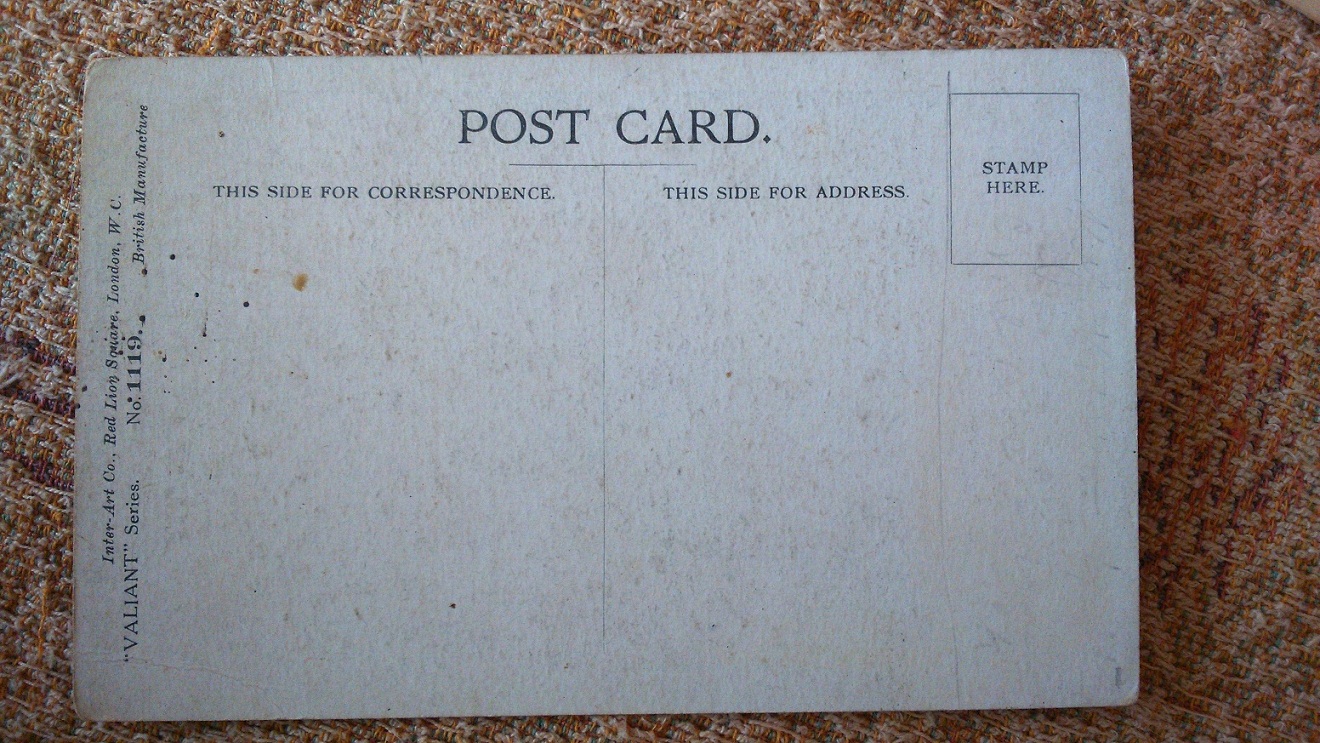 POST CARD.
THIS SIDE FOR CORRESPONDENCE.
THIS SIDE FOR ADDRESS.
STAMP
HERE.
Inter-Art Co., Red Lion Square, London, W.C.
"VALIANT" Series. No. 1119. British Manufacture